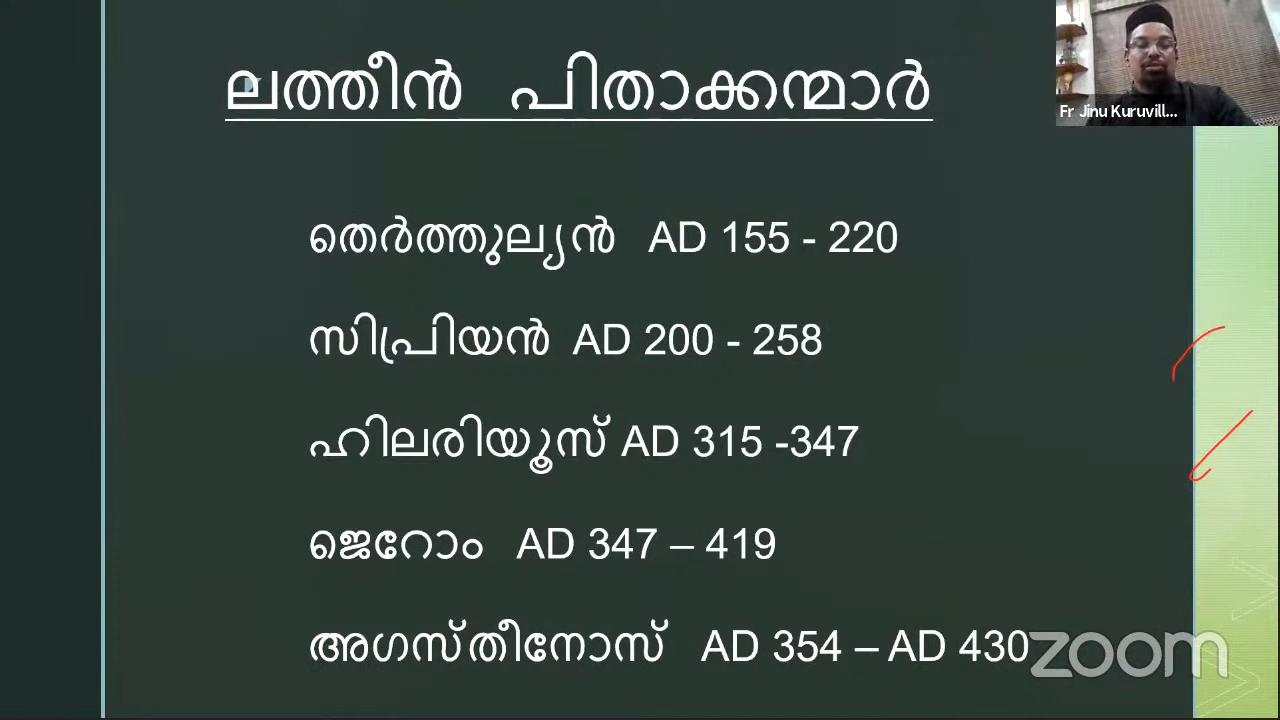 ലത്തീൻ പിതാക്കന്മാർ
Fr Jinu Kuruvill...
തെർത്തുല്യൻ AD 155 - 220
സിപ്രിയൻ AD 200 - 258
ഹിലരിയൂസ് AD 315 -347
ജെറോം AD 347 – 419
അഗസ്തീനോസ് AD 354 – AD 430
zoom